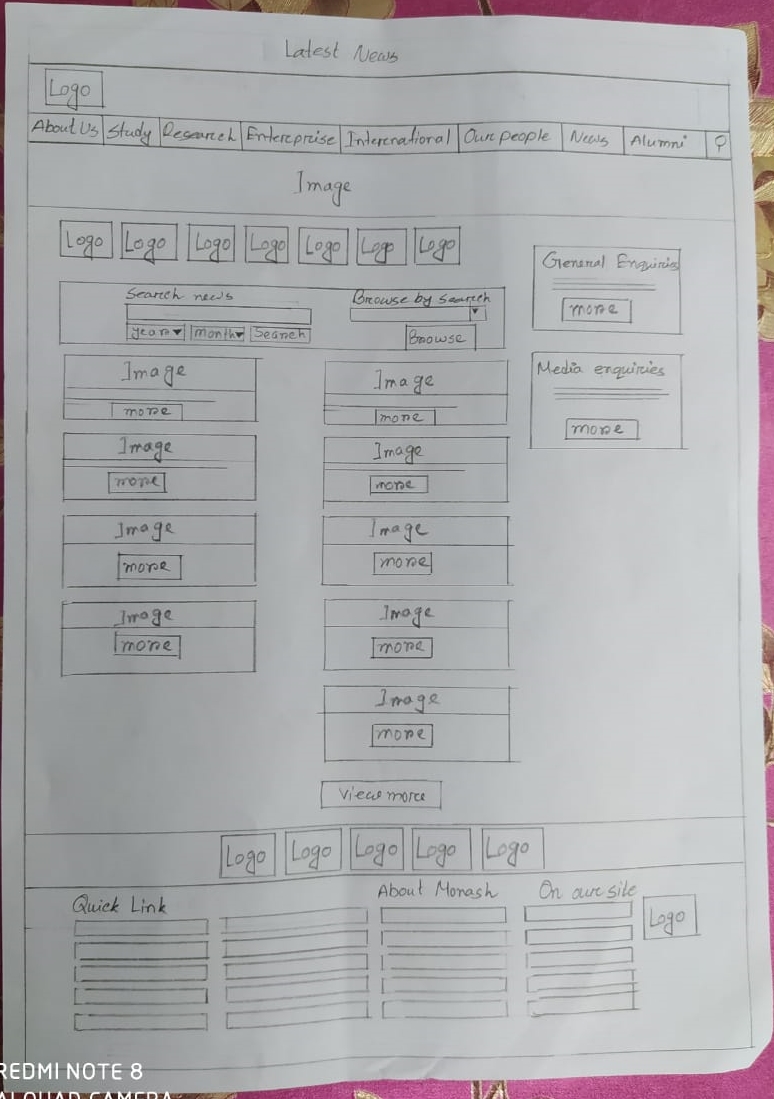 Latest News
Logo
About Us Study Research Enterprise International Our people News Alumni
Image
Logo Logo Logo Logo Logo Logo Logo
General Enquiries
more
Search news Browse by search
year month Search Browse
Media enquiries
more
Image Image
more more
Image Image
more more
Image Image
more more
Image Image
more more
Image
more
View more
Logo Logo Logo Logo Logo
Quick Link About Monash On our site
Logo
REDMI NOTE 8
AI QUAD CAMERA